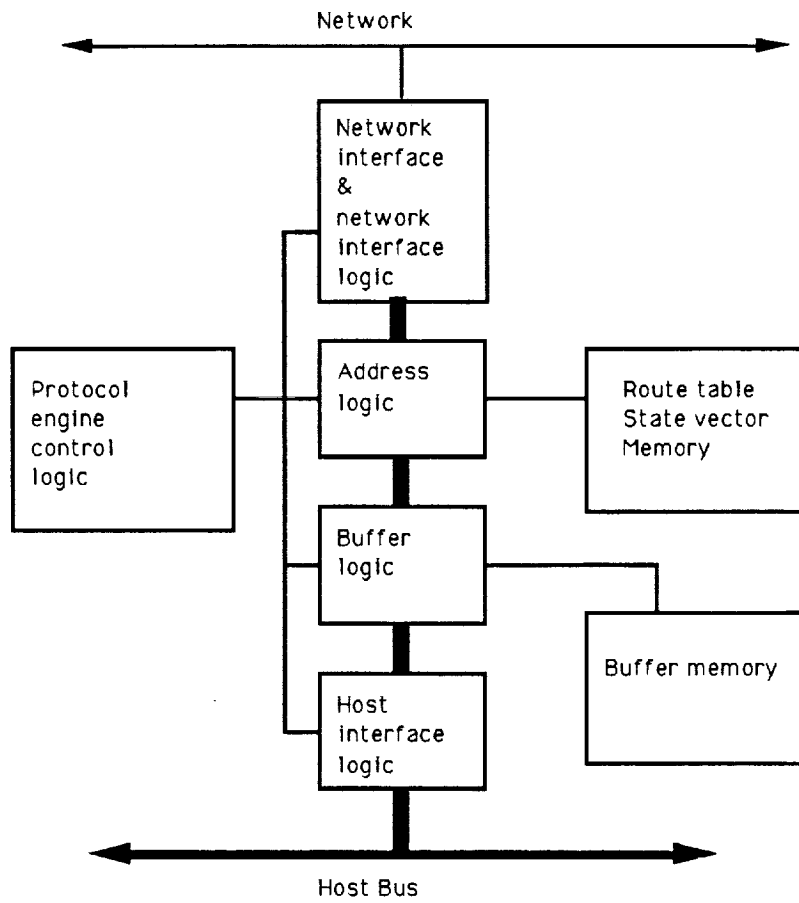 Network
Network
interface
&
network
interface
logic
Protocol
engine
control
logic
Address
logic
Route table
State vector
Memory
Buffer
logic
Buffer memory
Host
interface
logic
Host Bus